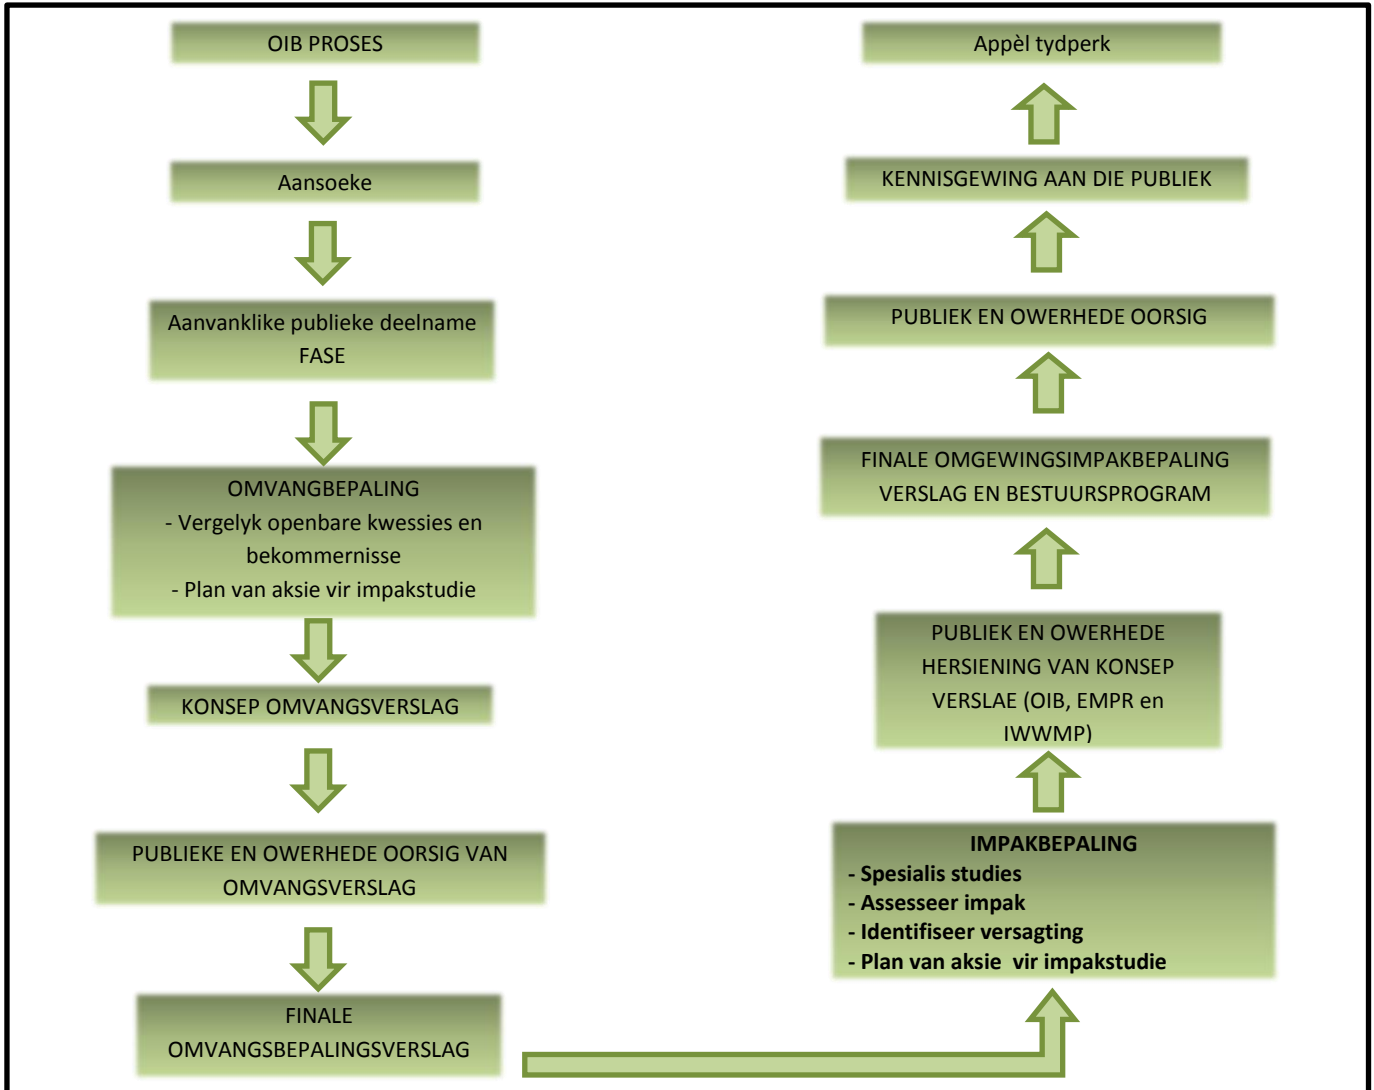 OIB PROSES
Aansoeke
Aanvanklike publieke deelname
FASE
OMVANGBEPALING
- Vergelyk openbare kwessies en
bekommernisse
- Plan van aksie vir impakstudie
KONSEP OMVANGSVERSLAG
PUBLIEKE EN OWERHEDE OORSIG VAN
OMVANGSVERSLAG
FINALE
OMVANGSBEPALINGSVERSLAG
IMPAKBEPALING
- Spesialis studies
- Assesseer impak
- Identifiseer versagting
- Plan van aksie  vir impakstudie
PUBLIEK EN OWERHEDE
HERSIENING VAN KONSEP
VERSLAE (OIB, EMPR en
IWWMP)
FINALE OMGEWINGSIMPAKBEPALING
VERSLAG EN BESTUURSPROGRAM
PUBLIEK EN OWERHEDE OORSIG
KENNISGEWING AAN DIE PUBLIEK
Appèl tydperk